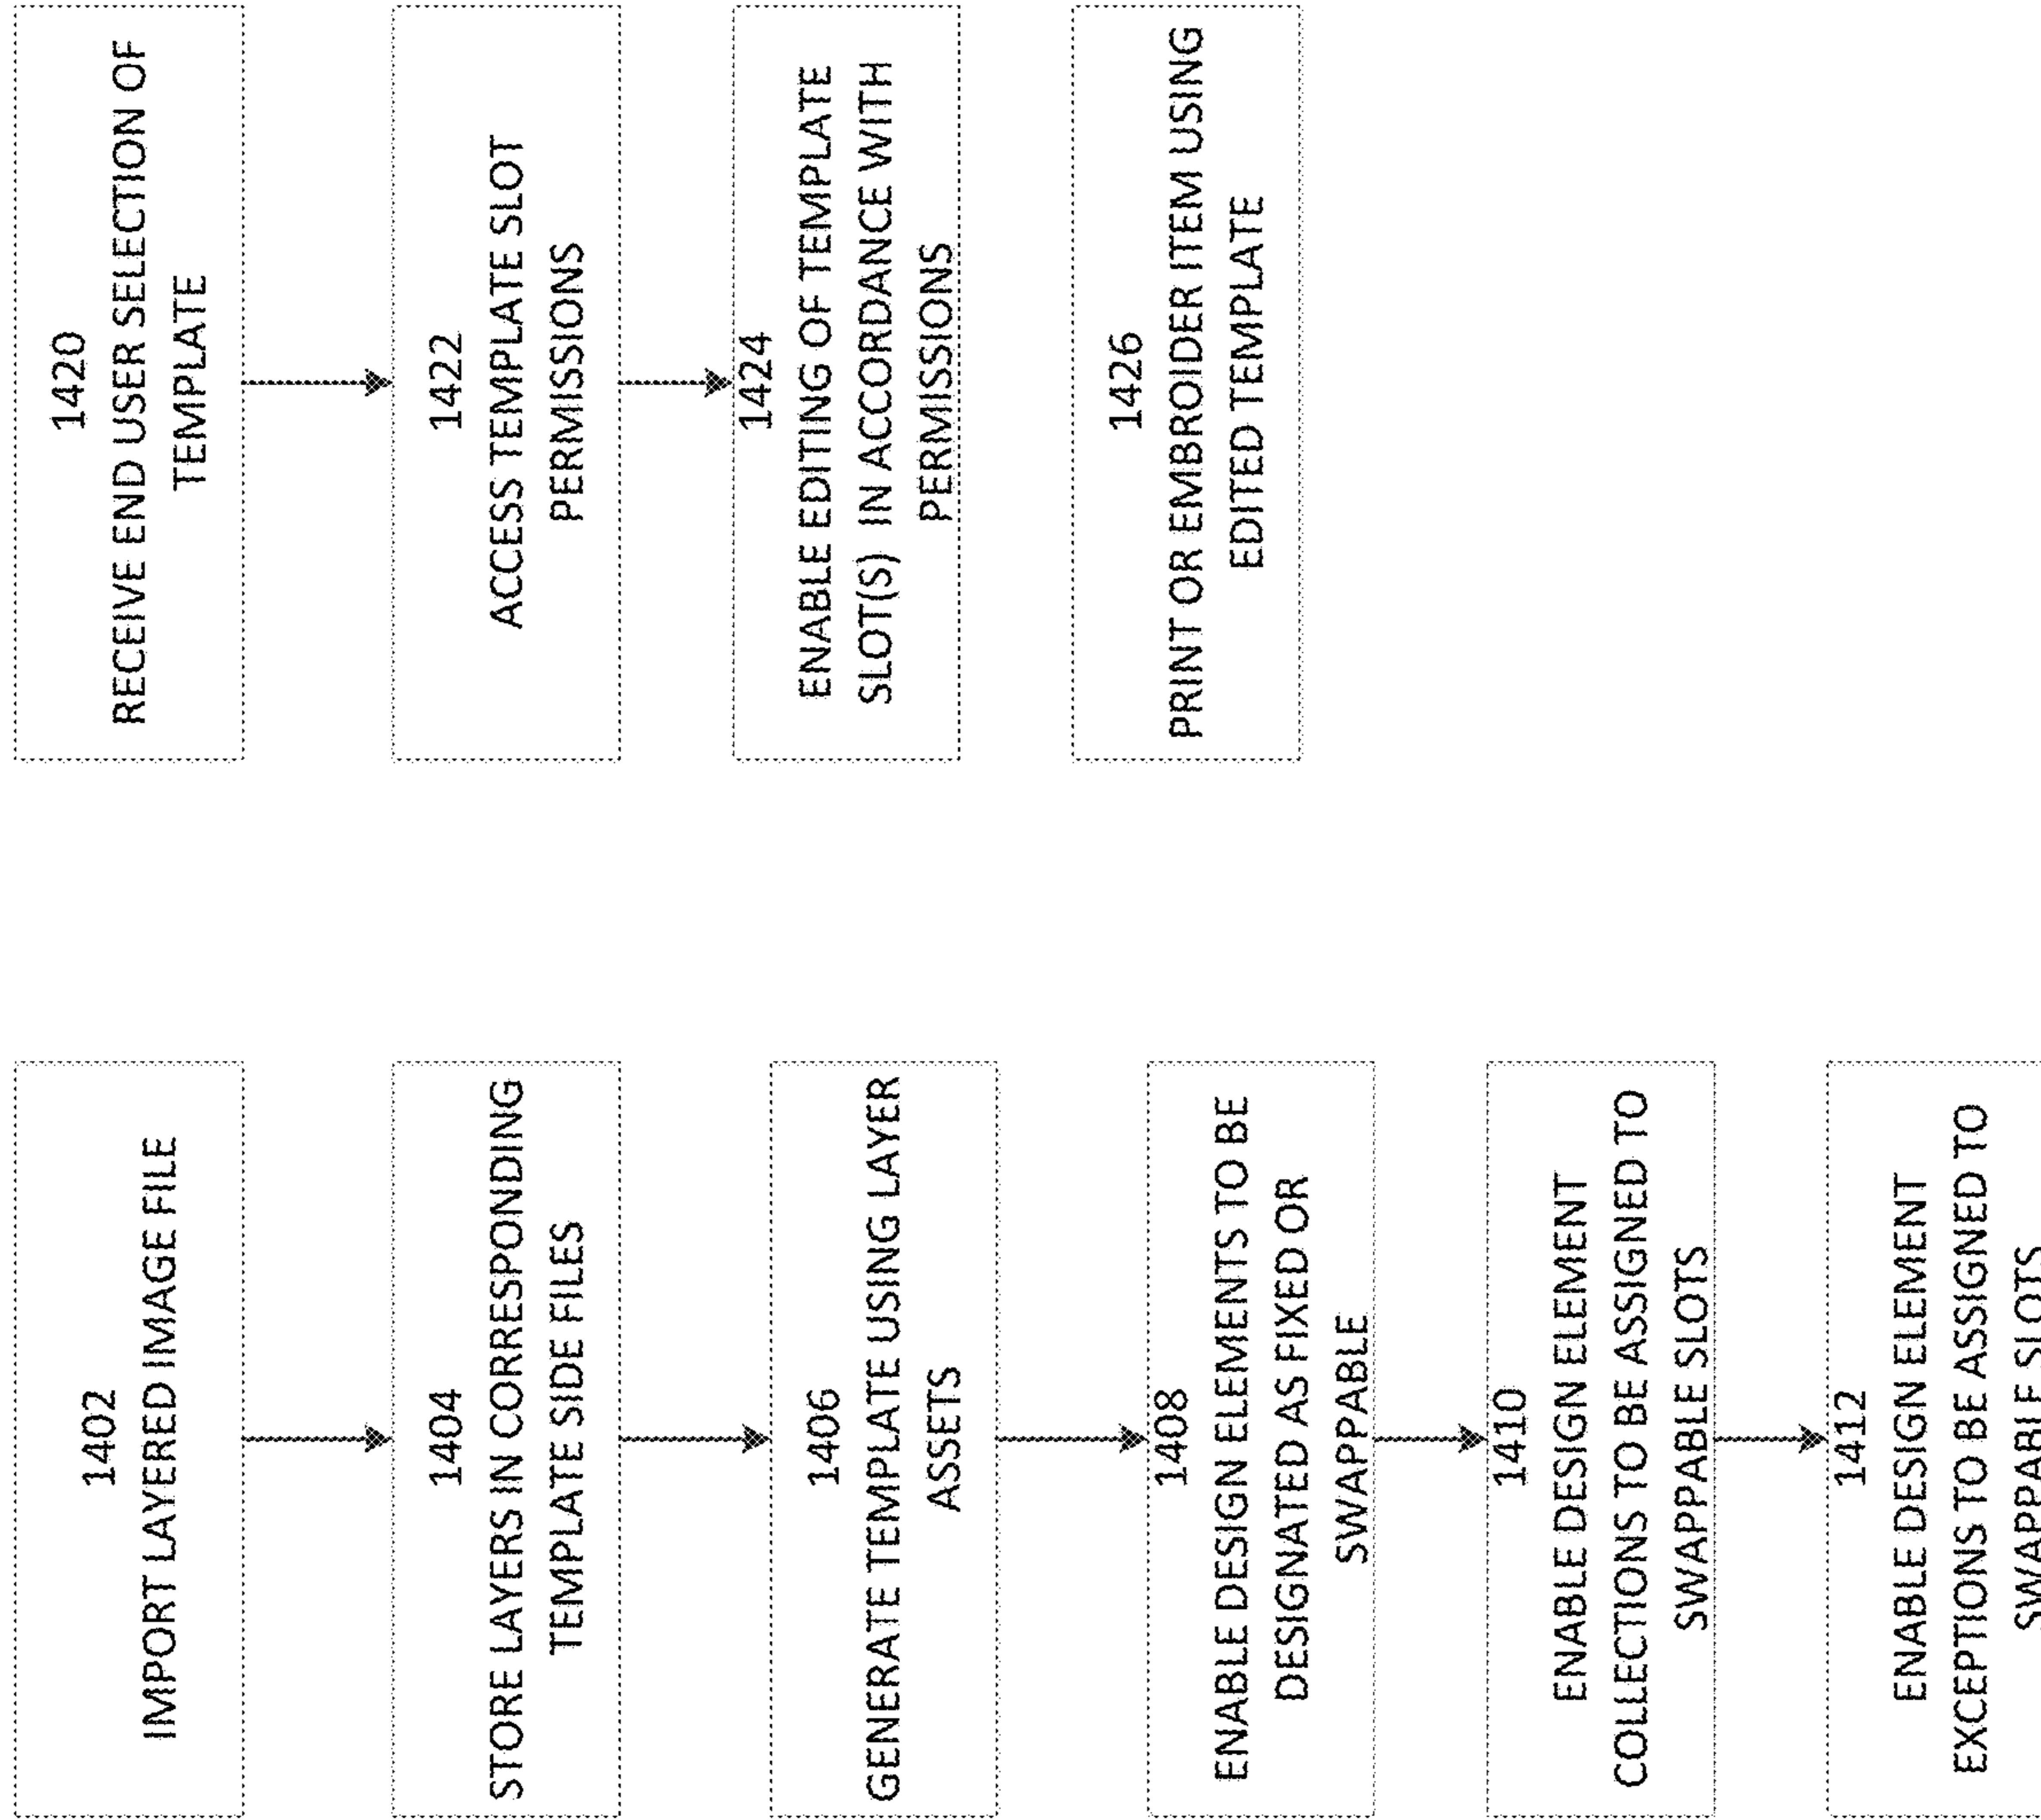 1402
IMPORT LAYERED IMAGE FILE
1404
STORE LAYERS IN CORRESPONDING
TEMPLATE SIDE FILES
1406
GENERATE TEMPLATE USING LAYER
ASSETS
1408
ENABLE DESIGN ELEMENTS TO BE
DESIGNATED AS FIXED OR
SWAPPABLE
1410
ENABLE DESIGN ELEMENT
COLLECTIONS TO BE ASSIGNED TO
SWAPPABLE SLOTS
1412
ENABLE DESIGN ELEMENT
EXCEPTIONS TO BE ASSIGNED TO
SWAPPABLE SLOTS
1420
RECEIVE END USER SELECTION OF
TEMPLATE
1422
ACCESS TEMPLATE SLOT
PERMISSIONS
1424
ENABLE EDITING OF TEMPLATE
SLOT(S) IN ACCORDANCE WITH
PERMISSIONS
1426
PRINT OR EMBROIDER ITEM USING
EDITED TEMPLATE